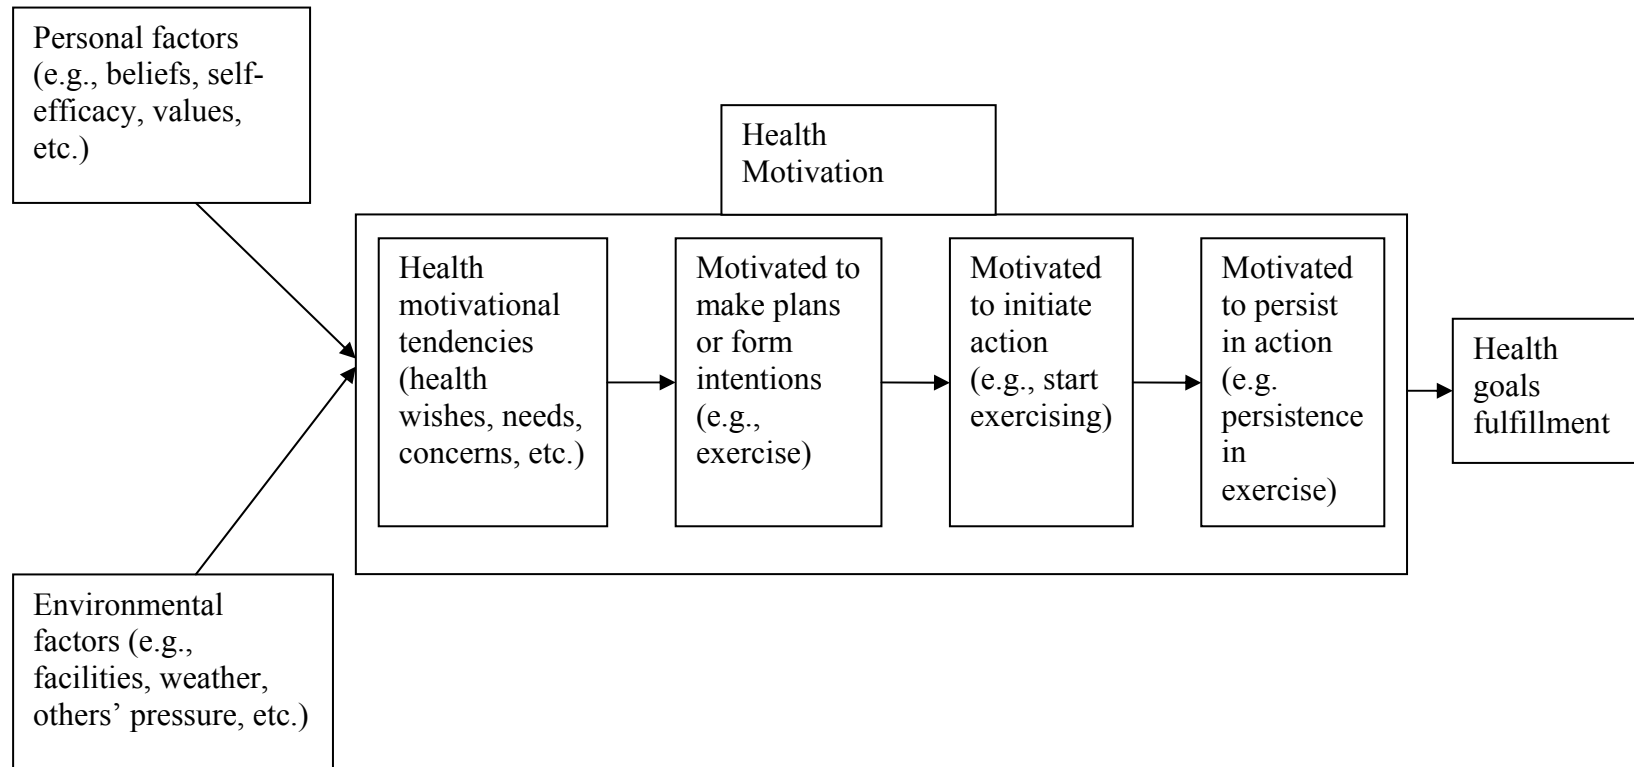 Personal factors
(e.g., beliefs, self-
efficacy, values,
etc.)
Health
Motivation
Health
motivational
tendencies
(health
wishes, needs,
concerns, etc.)
Motivated to
make plans
or form
intentions
(e.g.,
exercise)
Motivated
to initiate
action
(e.g., start
exercising)
Motivated
to persist
in action
(e.g.
persistence
in
exercise)
Health
goals
fulfillment
Environmental
factors (e.g.,
facilities, weather,
others’ pressure, etc.)